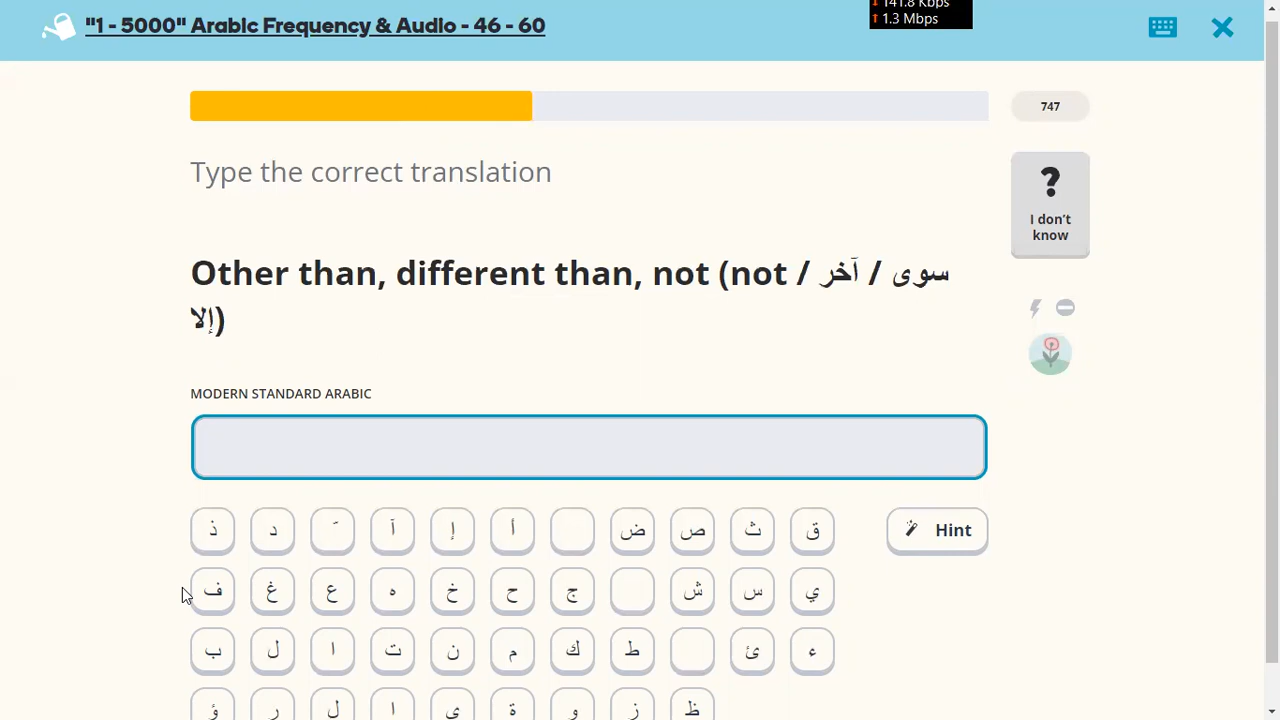 ↓ 141.8 Kbps
↑ 1.3 Mbps
"1 - 5000" Arabic Frequency & Audio - 46 - 60
747
Type the correct translation
?
I don't know
Other than, different than, not (not / سوى / آخر
إلا)
MODERN STANDARD ARABIC
ذ د َ آ إ أ ض ص ث ق
Hint
ف غ ع ه خ ح ج ش س ي
ب ل ا ت ن م ك ط ئ ء
ؤ ر ل ا ى ة و ز ظ